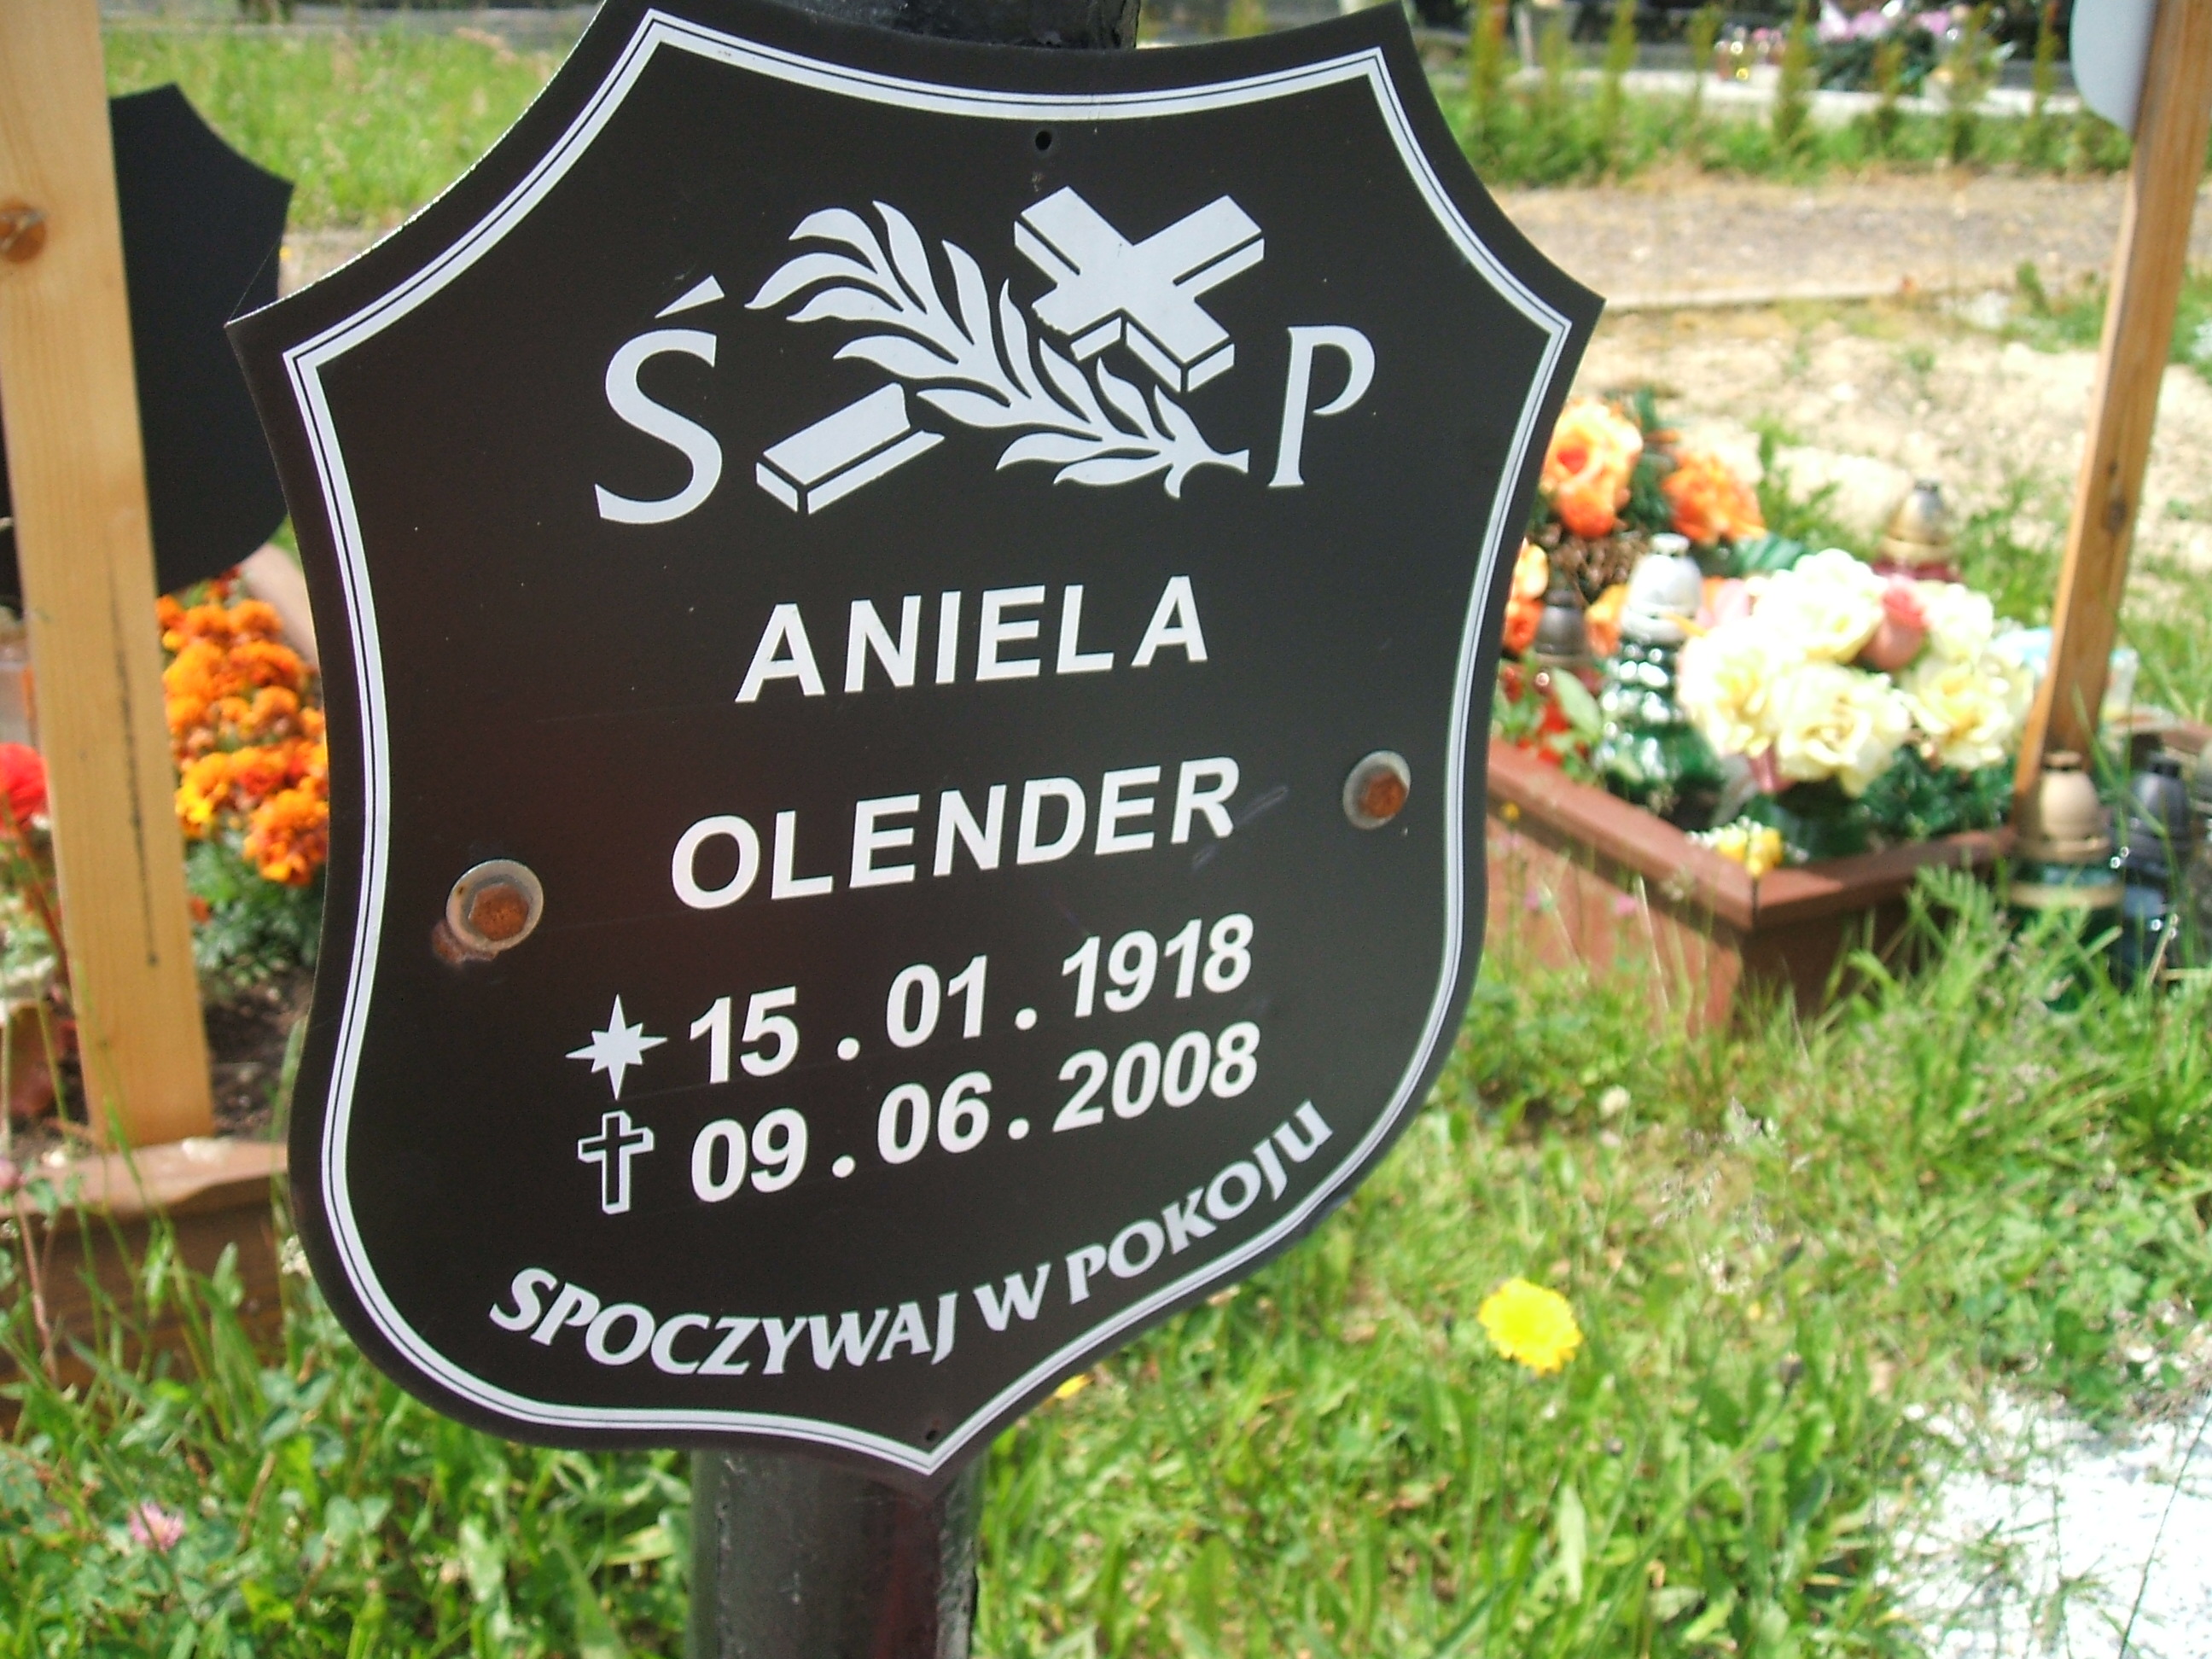 Ś P
ANIELA
OLENDER
15.01.1918
09.06.2008
SPOCZYWAJ W POKOJU